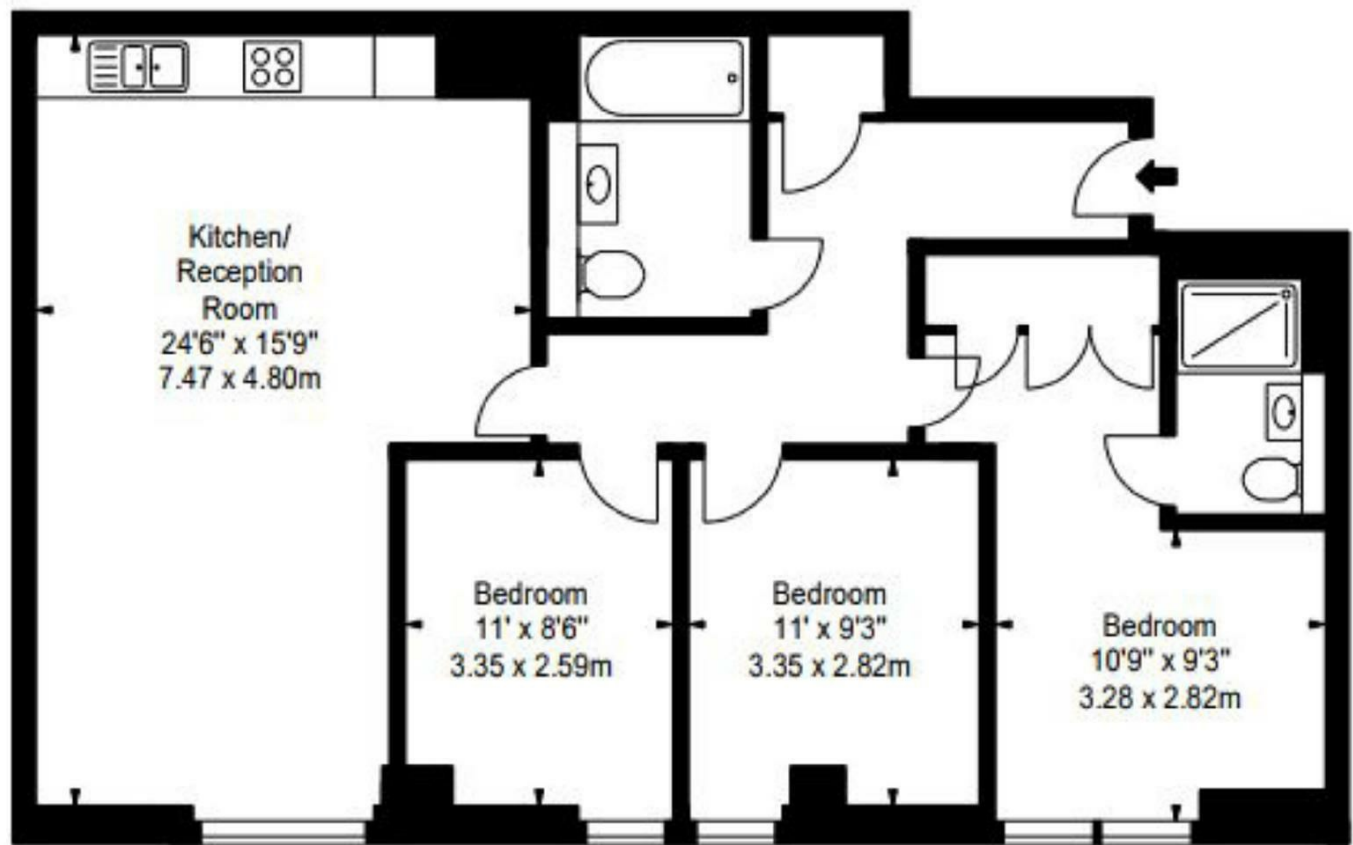 Kitchen/
Reception
Room
24'6" x 15'9"
7.47 x 4.80m
Bedroom
11' x 8'6"
3.35 x 2.59m
Bedroom
11' x 9'3"
3.35 x 2.82m
Bedroom
10'9" x 9'3"
3.28 x 2.82m